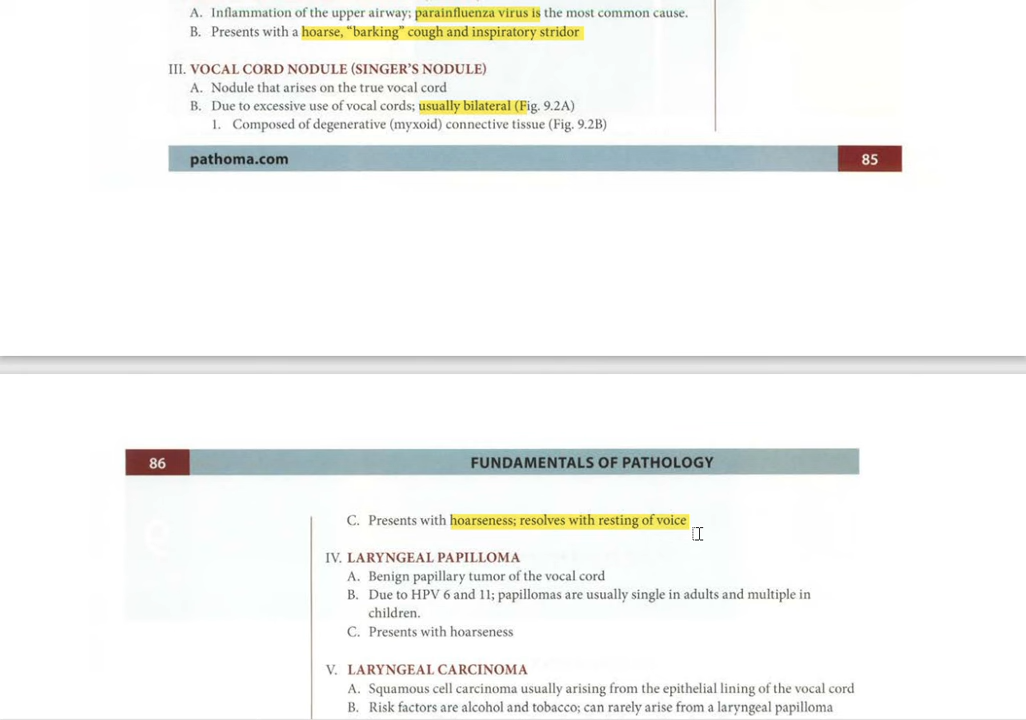 A. Inflammation of the upper airway; parainfluenza virus is the most common cause.
B. Presents with a hoarse, “barking” cough and inspiratory stridor
III. VOCAL CORD NODULE (SINGER’S NODULE)
A. Nodule that arises on the true vocal cord
B. Due to excessive use of vocal cords; usually bilateral (Fig. 9.2A)
1. Composed of degenerative (myxoid) connective tissue (Fig. 9.2B)
pathoma.com 85
86 FUNDAMENTALS OF PATHOLOGY
C. Presents with hoarseness; resolves with resting of voice
IV. LARYNGEAL PAPILLOMA
A. Benign papillary tumor of the vocal cord
B. Due to HPV 6 and 11; papillomas are usually single in adults and multiple in
children.
C. Presents with hoarseness
V. LARYNGEAL CARCINOMA
A. Squamous cell carcinoma usually arising from the epithelial lining of the vocal cord
B. Risk factors are alcohol and tobacco; can rarely arise from a laryngeal papilloma